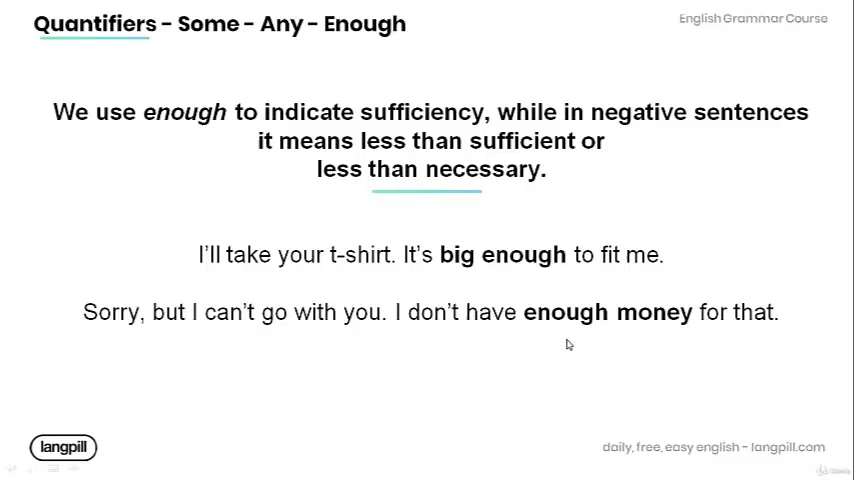 Quantifiers - Some - Any - Enough
English Grammar Course
We use enough to indicate sufficiency, while in negative sentences
it means less than sufficient or
less than necessary.
I'll take your t-shirt. It's big enough to fit me.
Sorry, but I can't go with you. I don't have enough money for that.
langpill
daily, free, easy english - langpill.com